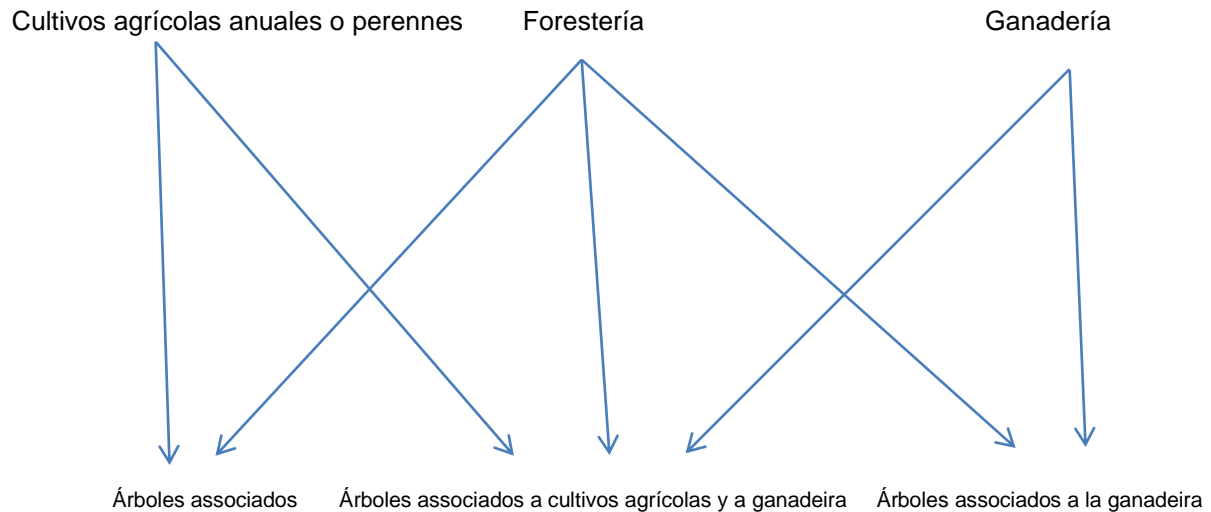 Cultivos agrícolas anuales o perennes Forestería Ganadería
Árboles associados Árboles associados a cultivos agrícolas y a ganadeira Árboles associados a la ganadeira